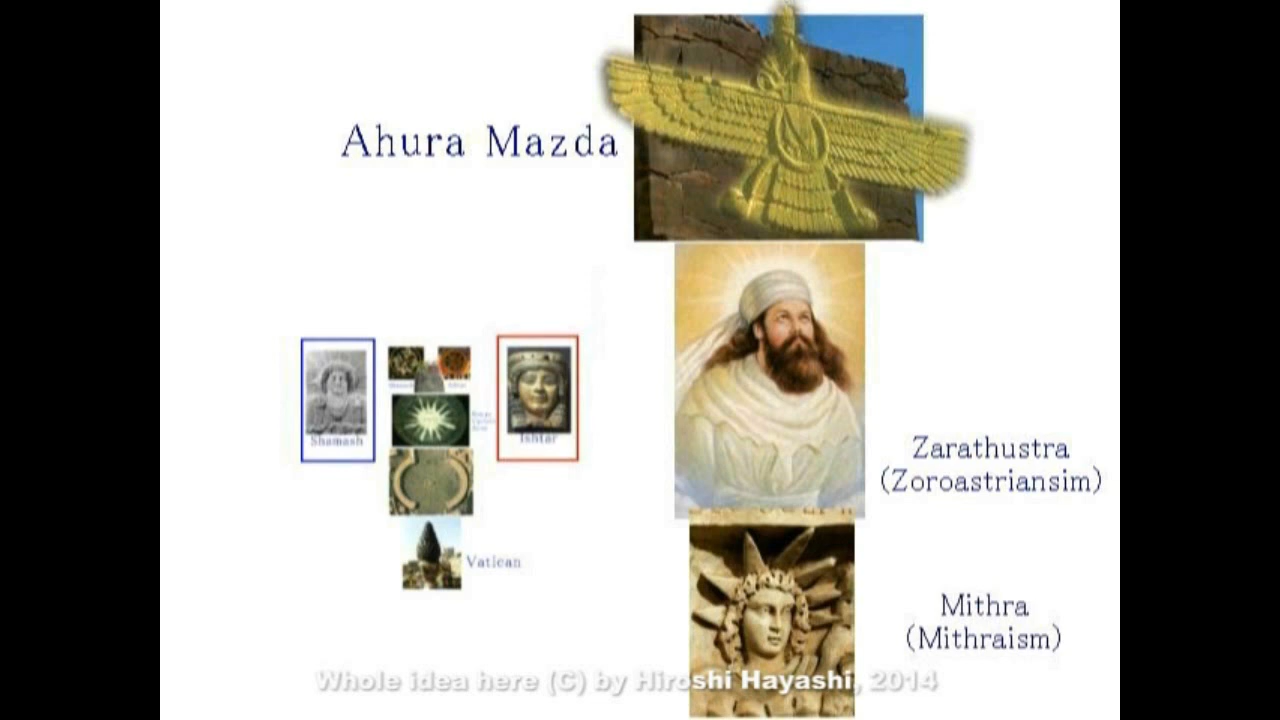 Ahura Mazda
Shamash
Ishtar
Vatican
Zarathustra
(Zoroastriansim)
Mithra
(Mithraism)
Whole idea here (C) by Hiroshi Hayashi, 2014